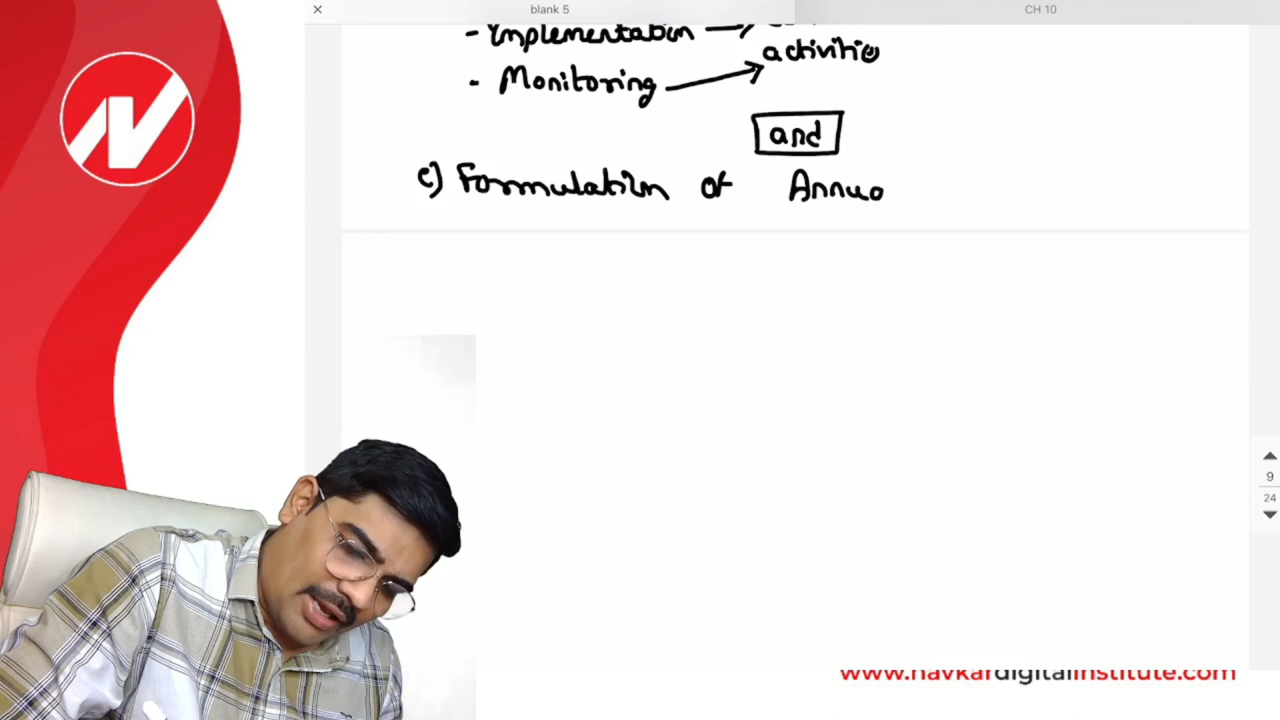 blank 5
CH 10
- Implementation
activities
- Monitoring
and
c) Formulation of Annua
9
24
www.navkardigitalinstitute.com